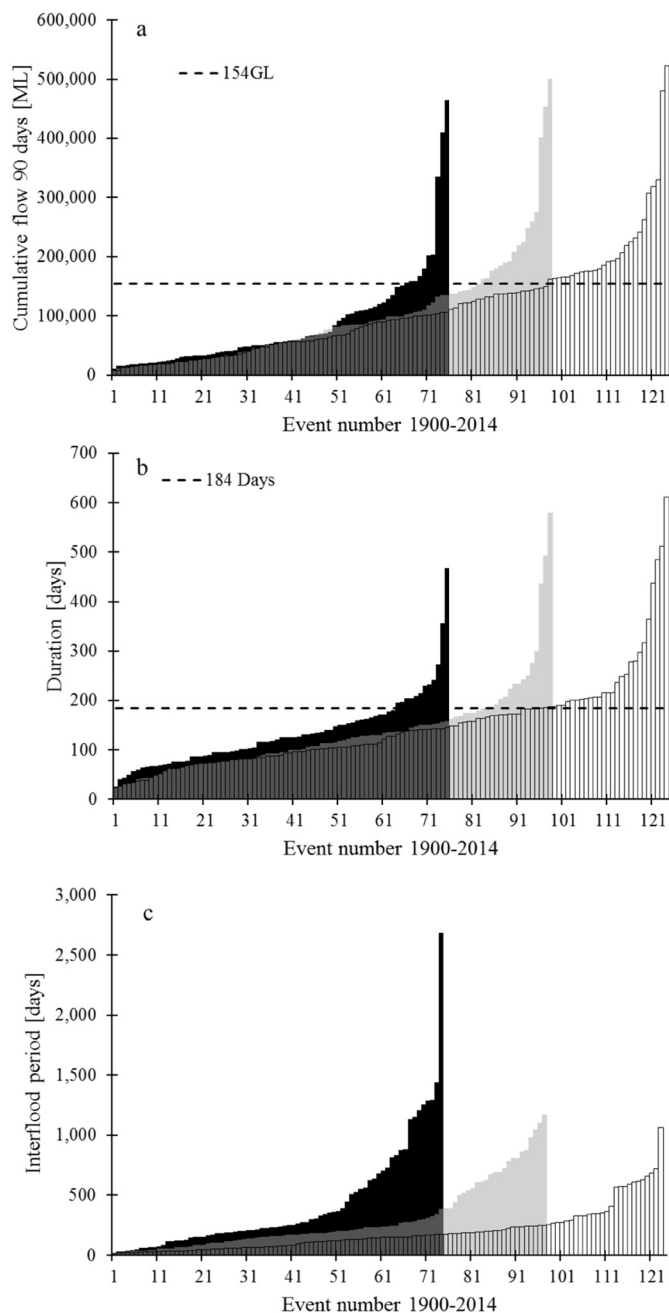 a
154GL
600,000
500,000
400,000
300,000
200,000
100,000
0
Cumulative flow 90 days [ML]
1 11 21 31 41 51 61 71 81 91 101 111 121
Event number 1900-2014
b
184 Days
700
600
500
400
300
200
100
0
Duration [days]
1 11 21 31 41 51 61 71 81 91 101 111 121
Event number 1900-2014
c
3,000
2,500
2,000
1,500
1,000
500
0
Interflood period [days]
1 11 21 31 41 51 61 71 81 91 101 111 121
Event number 1900-2014